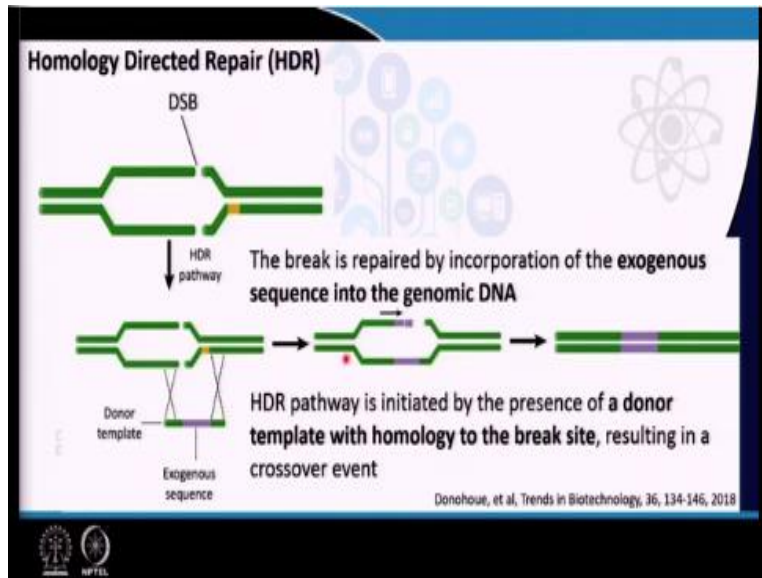 Homology Directed Repair (HDR)
DSB
HDR
pathway
The break is repaired by incorporation of the exogenous
sequence into the genomic DNA
Donor
template
Exogenous
sequence
HDR pathway is initiated by the presence of a donor
template with homology to the break site, resulting in a
crossover event
Donohoue, et al, Trends in Biotechnology, 36, 134-146, 2018
NPTEL